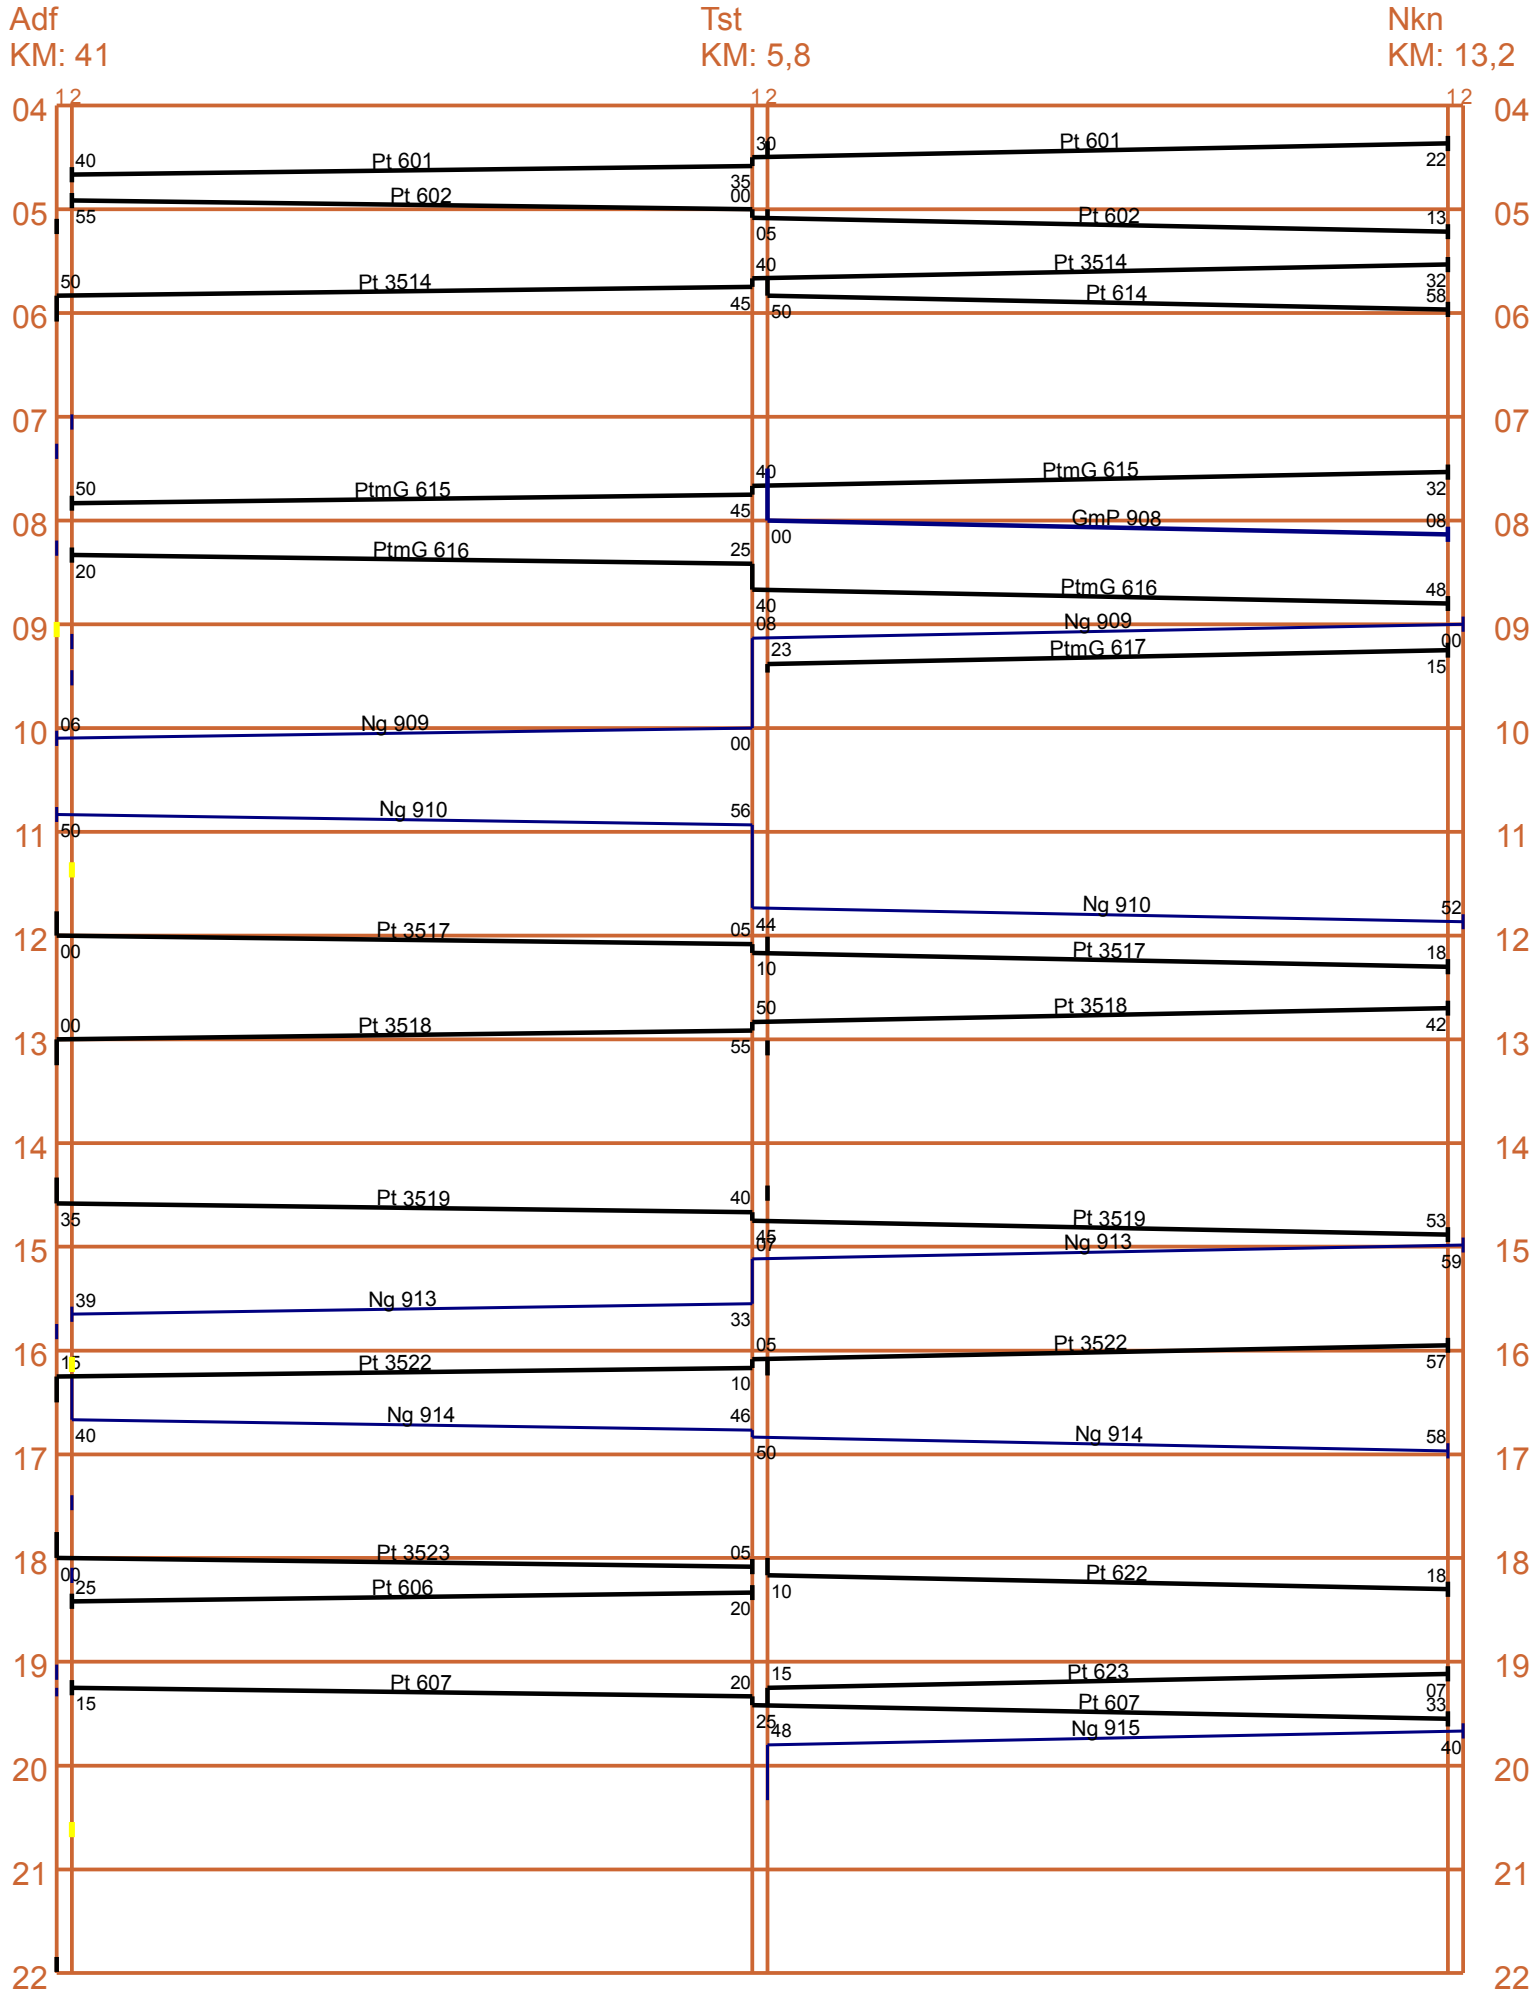 Adf Tst Nkn
KM: 41 KM: 5,8 KM: 13,2
12 12 12
04 04
30 Pt 601
40 Pt 601 22
35
Pt 602 00
05 55 Pt 602 13 05
05
40 Pt 3514
50 Pt 3514 32
45 Pt 614 58
06 50 06
07 07
40 PtmG 615
50 PtmG 615 32
45
08 GmP 908 08 08
00
PtmG 616 25
20
PtmG 616 48
40
09 08 Ng 909 00 09
23 PtmG 617 15
06 Ng 909
10 00 10
Ng 910 56
11 50 11
Ng 910 52
12 Pt 3517 05 44 12
00 10 Pt 3517 18
50 Pt 3518
00 Pt 3518 42
13 55 13
14 14
Pt 3519 40
35 Pt 3519 53
45
15 07 Ng 913 59 15
39 Ng 913
33
16 05 Pt 3522 16
15 Pt 3522 57
10
Ng 914 46
40 Ng 914 58
17 50 17
18 Pt 3523 05 18
00 Pt 622 18
25 Pt 606 10
20
19 15 Pt 623 19
Pt 607 20 07
15 Pt 607 33
25
48 Ng 915
40
20 20
21 21
22 22